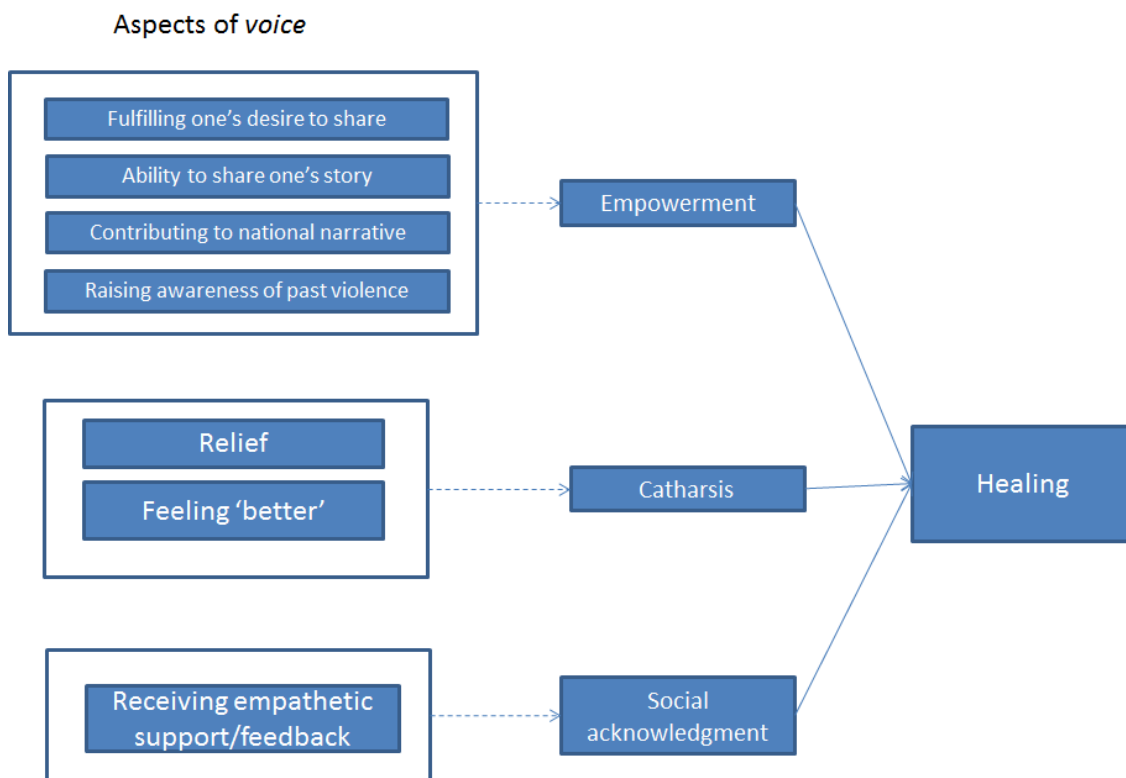 Aspects of voice
Fulfilling one’s desire to share
Ability to share one’s story
Contributing to national narrative
Raising awareness of past violence
Empowerment
Relief
Feeling ‘better’
Catharsis
Healing
Receiving empathetic
support/feedback
Social
acknowledgment